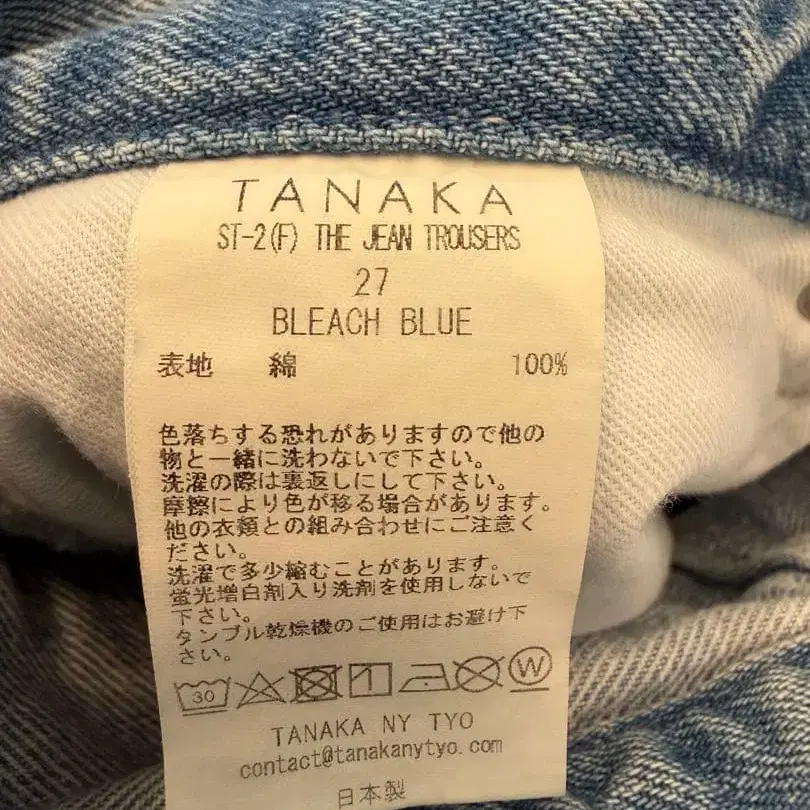 TANAKA
ST-2(F) THE JEAN TROUSERS
27
BLEACH BLUE
表地 綿 100%
色落ちする恐れがありますので他の
物と一緒に洗わないで下さい。
洗濯の際は裏返しにして下さい。
摩擦により色が移る場合があります。
他の衣類との組み合わせにご注意く
ださい。
洗濯で多少縮むことがあります。
蛍光増白剤入り洗剤を使用しないで
下さい。
タンブル乾燥機のご使用はお避け下
さい。
30 W
TANAKA NY TYO
contact@tanakanytyo.com
日本製